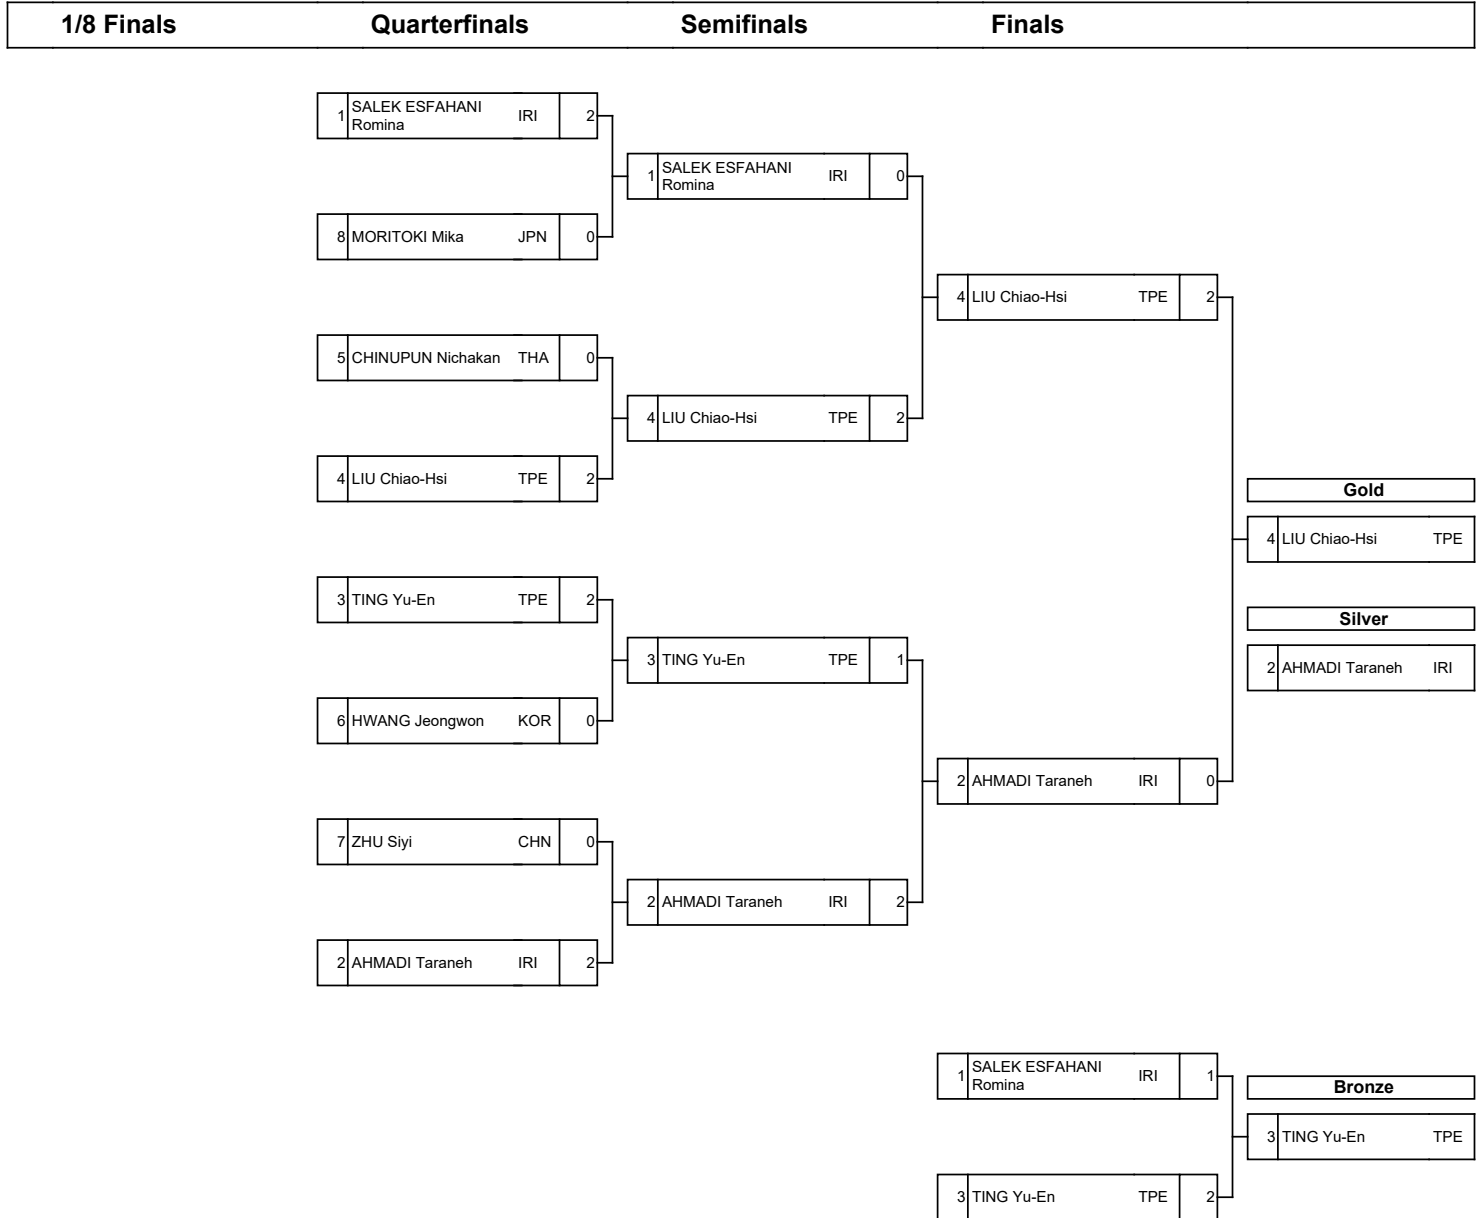 1/8 Finals Quarterfinals Semifinals Finals
1 SALEK ESFAHANI Romina IRI 2
1 SALEK ESFAHANI Romina IRI 0
8 MORITOKI Mika JPN 0
4 LIU Chiao-Hsi TPE 2
5 CHINUPUN Nichakan THA 0
4 LIU Chiao-Hsi TPE 2
4 LIU Chiao-Hsi TPE 2
Gold
4 LIU Chiao-Hsi TPE
3 TING Yu-En TPE 2
Silver
3 TING Yu-En TPE 1
2 AHMADI Taraneh IRI
6 HWANG Jeongwon KOR 0
2 AHMADI Taraneh IRI 0
7 ZHU Siyi CHN 0
2 AHMADI Taraneh IRI 2
2 AHMADI Taraneh IRI 2
1 SALEK ESFAHANI Romina IRI 1
Bronze
3 TING Yu-En TPE
3 TING Yu-En TPE 2